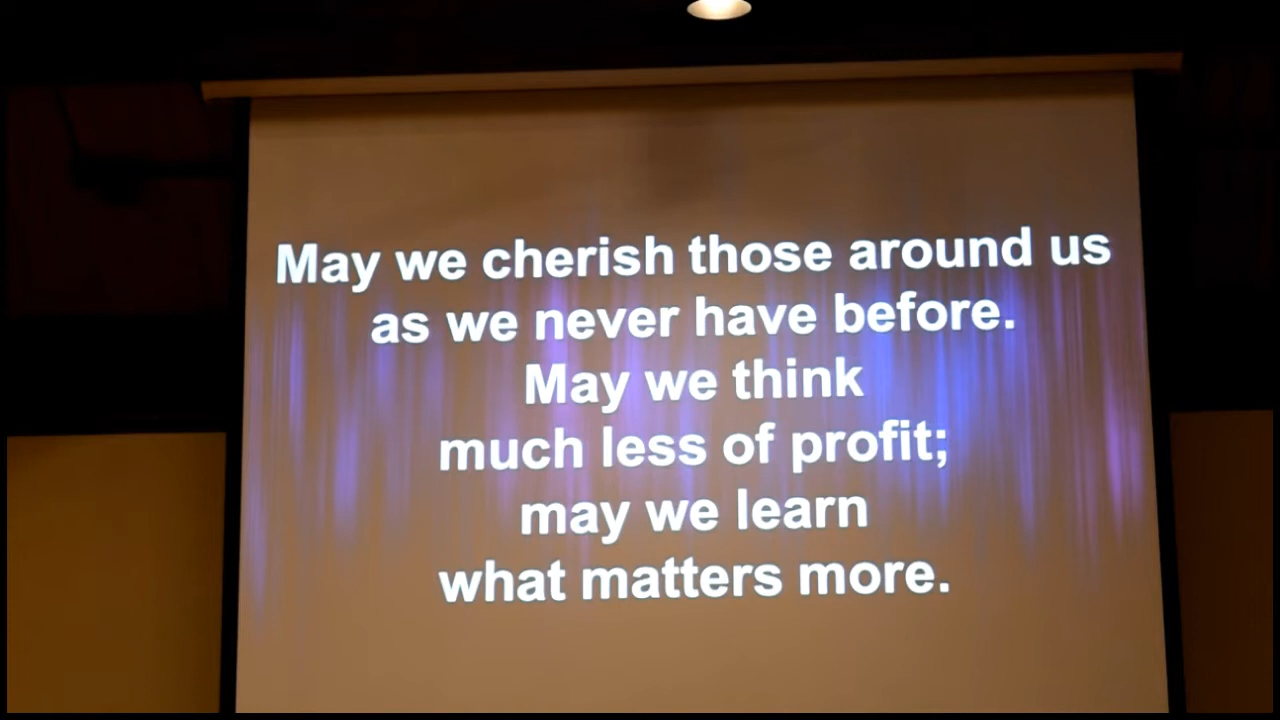 May we cherish those around us
as we never have before.
May we think
much less of profit;
may we learn
what matters more.